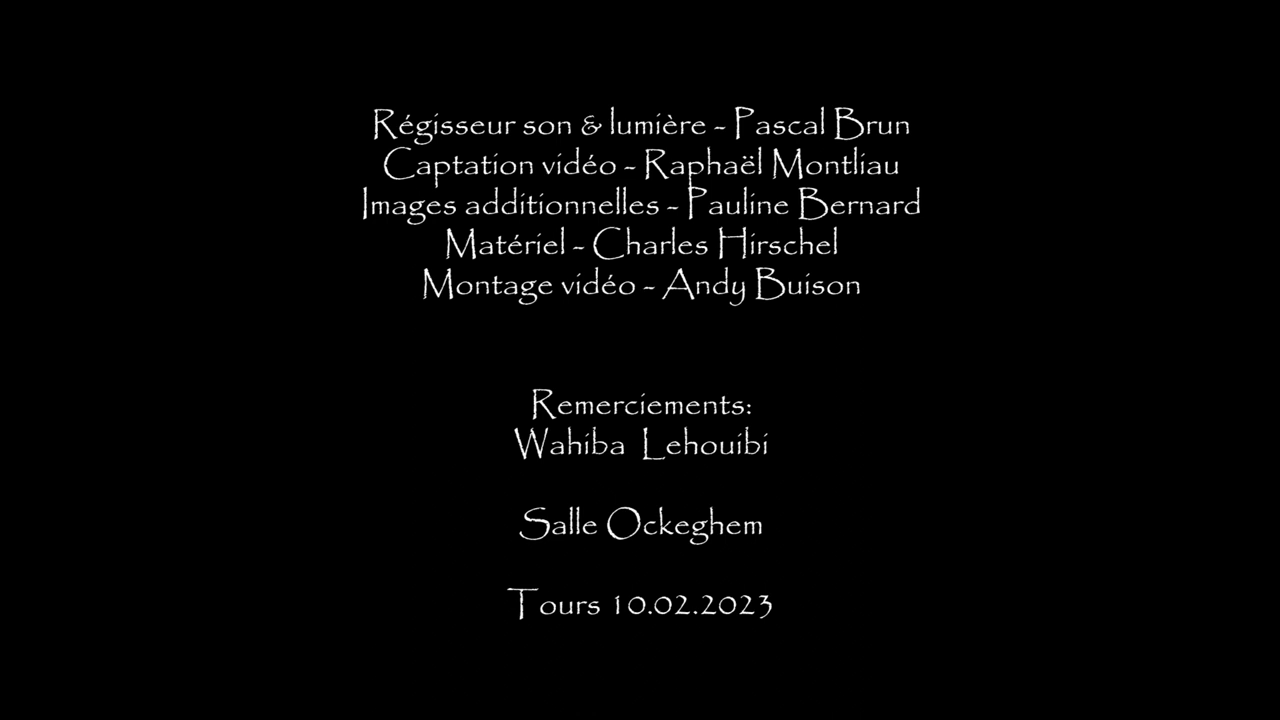 Régisseur son & lumière - Pascal Brun
Captation vidéo - Raphaël Montliau
Images additionnelles - Pauline Bernard
Matériel - Charles Hirschel
Montage vidéo - Andy Buison
Remerciements:
Wahiba Lehouibi
Salle Ockeghem
Tours 10.02.2023